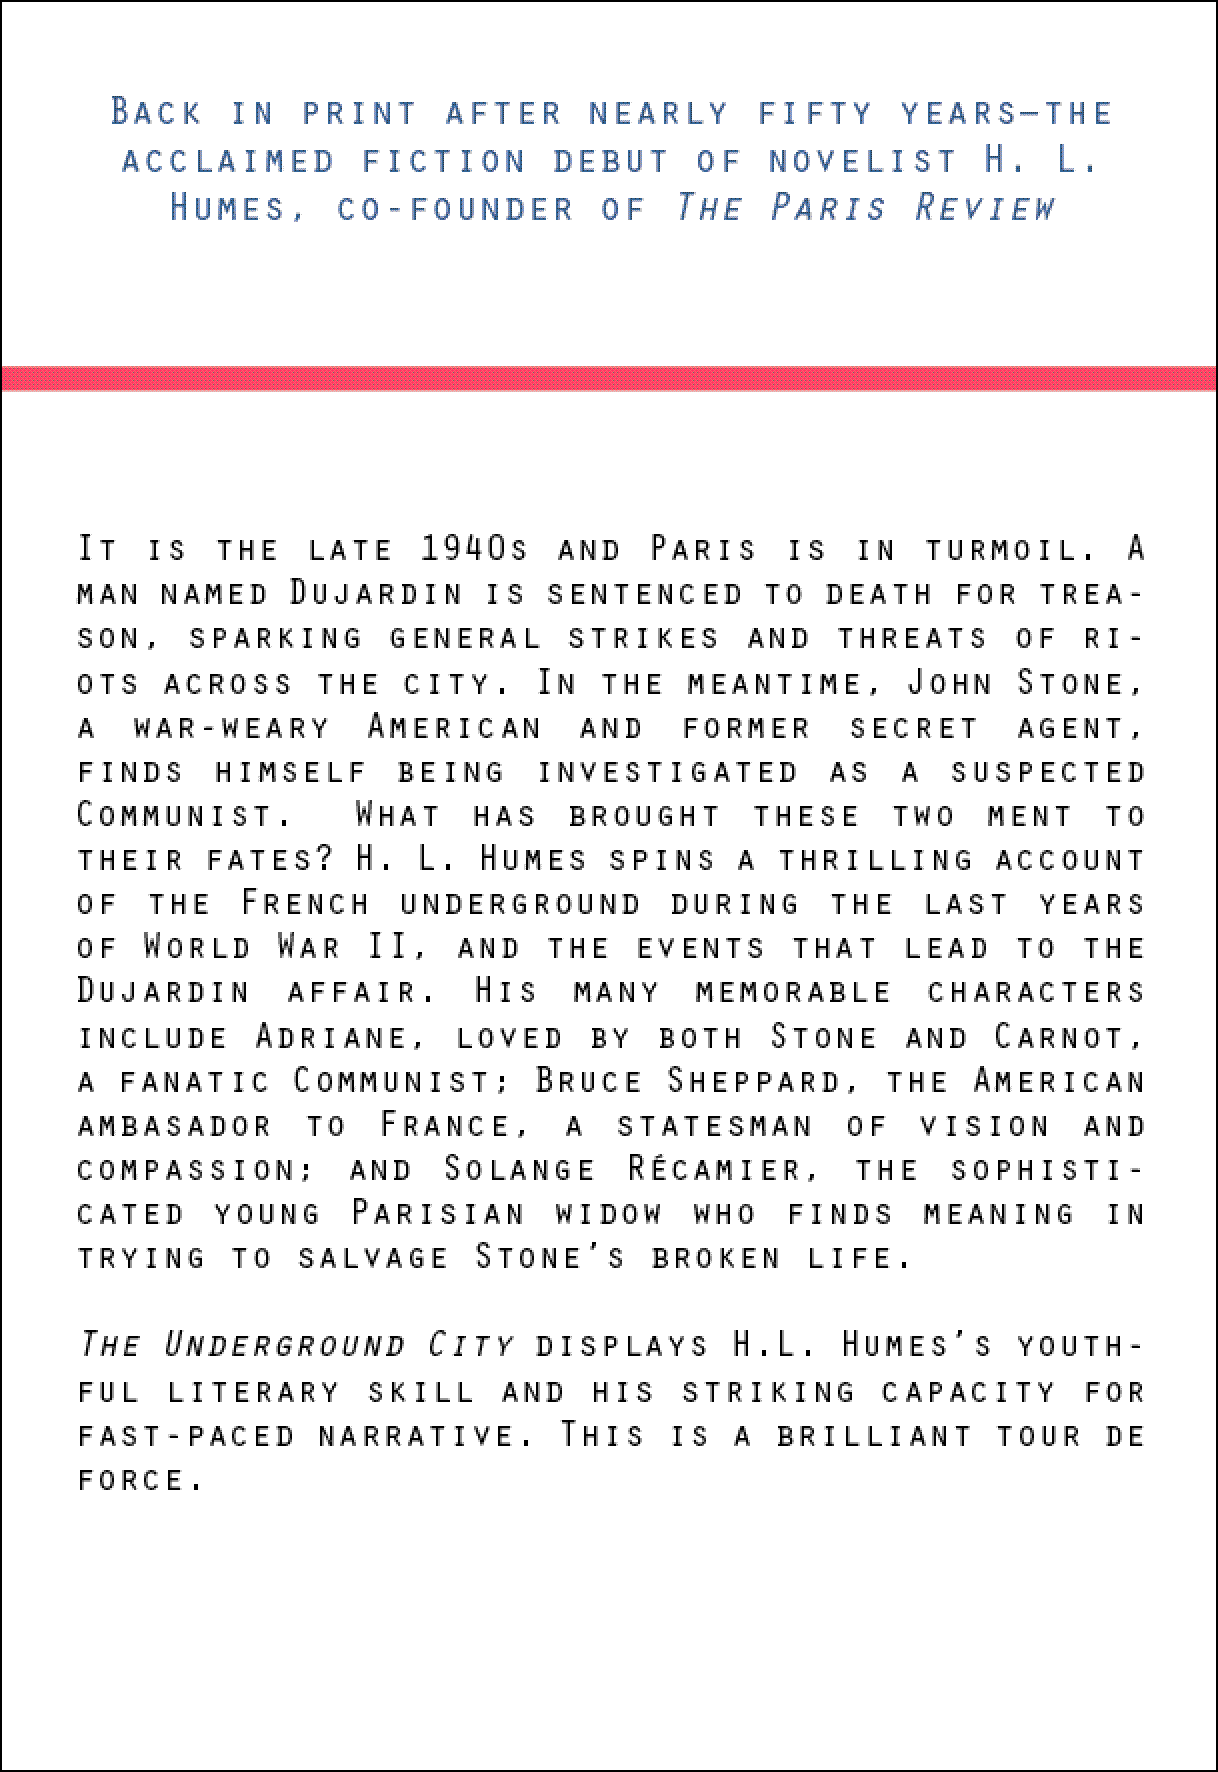 Back in print after nearly fifty years—the
acclaimed fiction debut of novelist H. L.
Humes, co-founder of The Paris Review
It is the late 1940s and Paris is in turmoil. A
man named Dujardin is sentenced to death for trea-
son, sparking general strikes and threats of ri-
ots across the city. In the meantime, John Stone,
a war-weary American and former secret agent,
finds himself being investigated as a suspected
Communist. What has brought these two ment to
their fates? H. L. Humes spins a thrilling account
of the French underground during the last years
of World War II, and the events that lead to the
Dujardin affair. His many memorable characters
include Adriane, loved by both Stone and Carnot,
a fanatic Communist; Bruce Sheppard, the American
ambasador to France, a statesman of vision and
compassion; and Solange Récamier, the sophisti-
cated young Parisian widow who finds meaning in
trying to salvage Stone's broken life.
The Underground City displays H.L. Humes's youth-
ful literary skill and his striking capacity for
fast-paced narrative. This is a brilliant tour de
force.